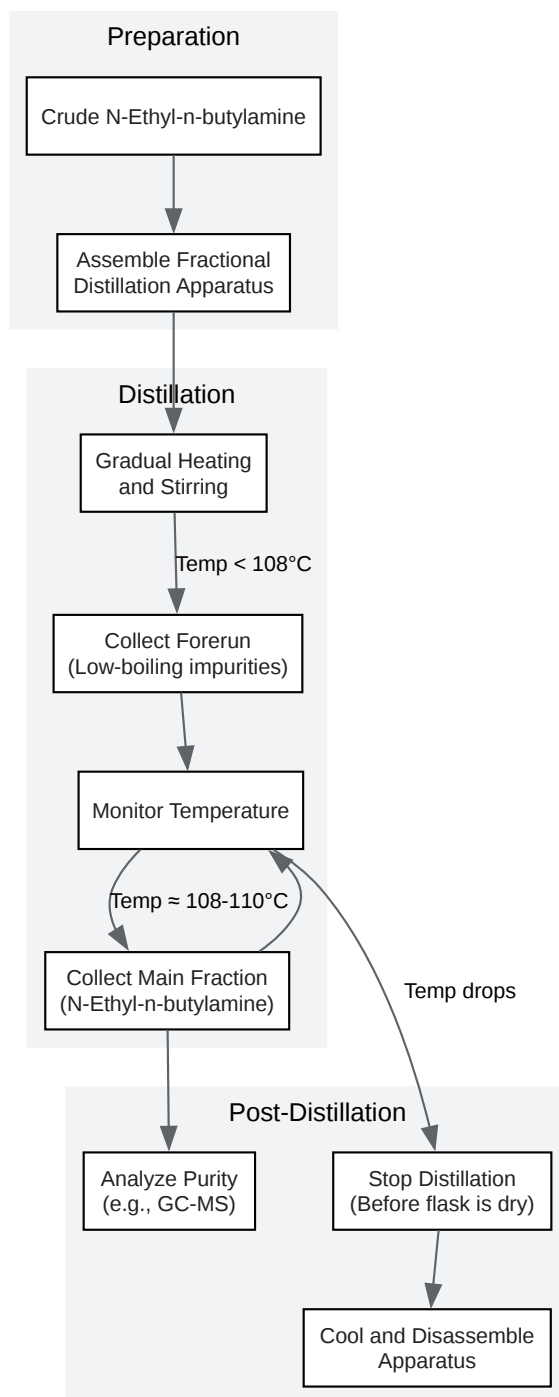 Preparation
Crude N-Ethyl-n-butylamine
Assemble Fractional
Distillation Apparatus
Distillation
Gradual Heating
and Stirring
Temp < 108°C
Collect Forerun
(Low-boiling impurities)
Monitor Temperature
Temp ≈ 108-110°C
Collect Main Fraction
(N-Ethyl-n-butylamine)
Temp drops
Post-Distillation
Analyze Purity
(e.g., GC-MS)
Stop Distillation
(Before flask is dry)
Cool and Disassemble
Apparatus